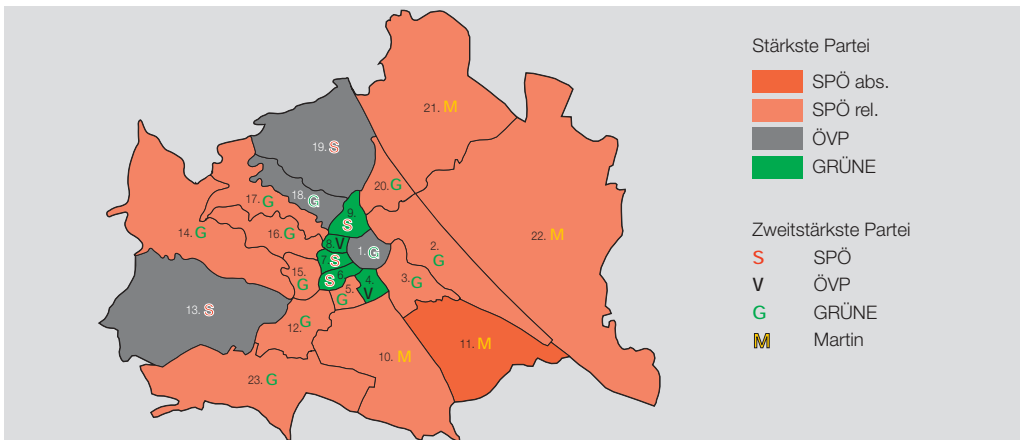 Stärkste Partei
SPÖ abs.
SPÖ rel.
ÖVP
GRÜNE
Zweitstärkste Partei
S SPÖ
V ÖVP
G GRÜNE
M Martin
21. M
19. S
20. G
18. G
17. G
9. S
14. G
16. G
8. V
1. G
2. G
22. M
7. S
15. G
6. S
5. G
4. V
3. G
13. S
12. G
10. M
11. M
23. G